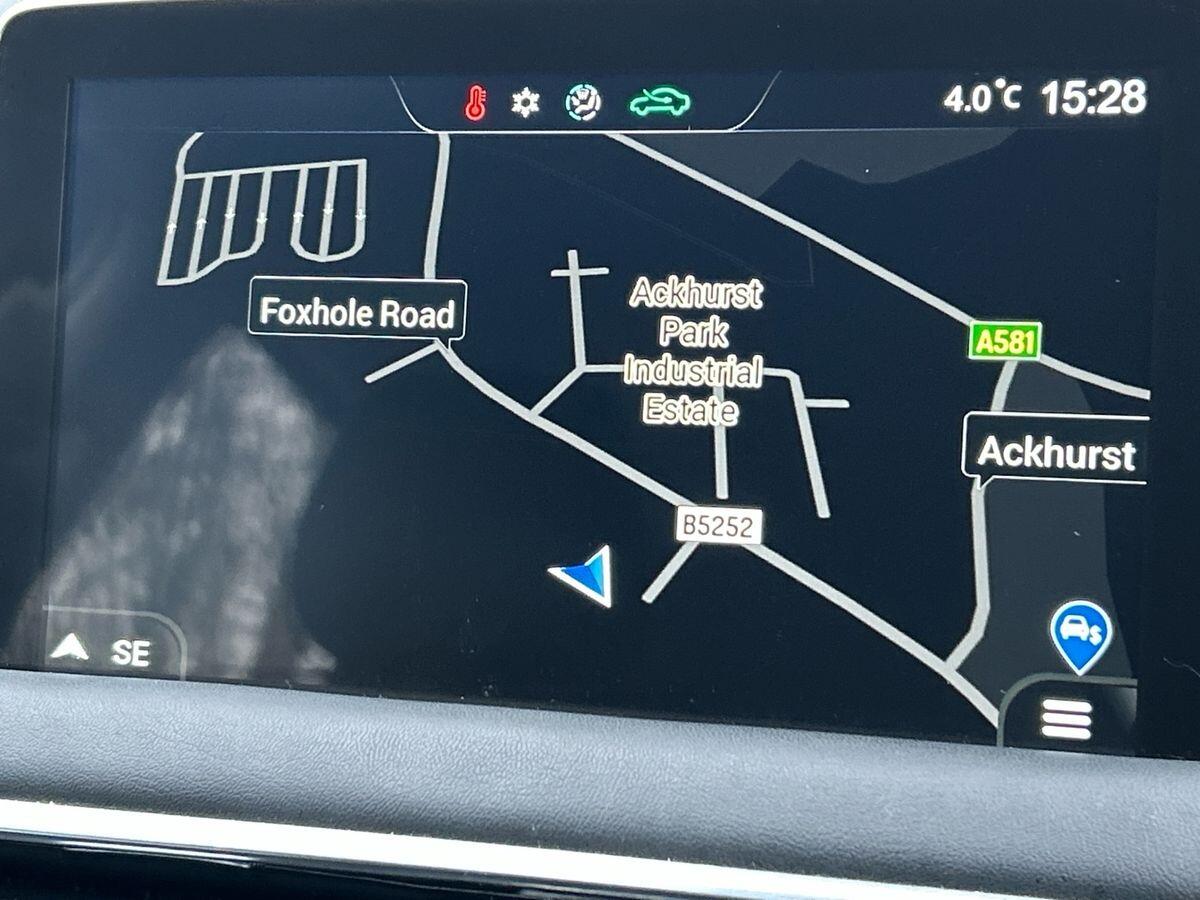 4.0°C 15:28
Foxhole Road
Ackhurst
Park
Industrial
Estate
A581
Ackhurst
B5252
SE